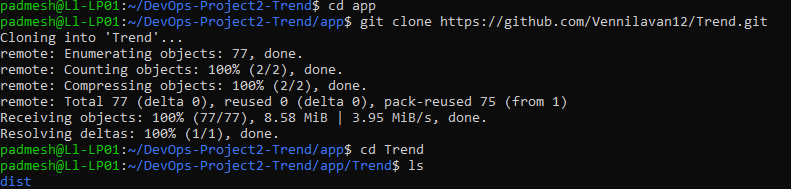 padmesh@Ll-LP01:~/DevOps-Project2-Trend$ cd app
padmesh@Ll-LP01:~/DevOps-Project2-Trend/app$ git clone https://github.com/Vennilavan12/Trend.git
Cloning into 'Trend'...
remote: Enumerating objects: 77, done.
remote: Counting objects: 100% (2/2), done.
remote: Compressing objects: 100% (2/2), done.
remote: Total 77 (delta 0), reused 0 (delta 0), pack-reused 75 (from 1)
Receiving objects: 100% (77/77), 8.58 MiB | 3.95 MiB/s, done.
Resolving deltas: 100% (1/1), done.
padmesh@Ll-LP01:~/DevOps-Project2-Trend/app$ cd Trend
padmesh@Ll-LP01:~/DevOps-Project2-Trend/app/Trend$ ls
dist